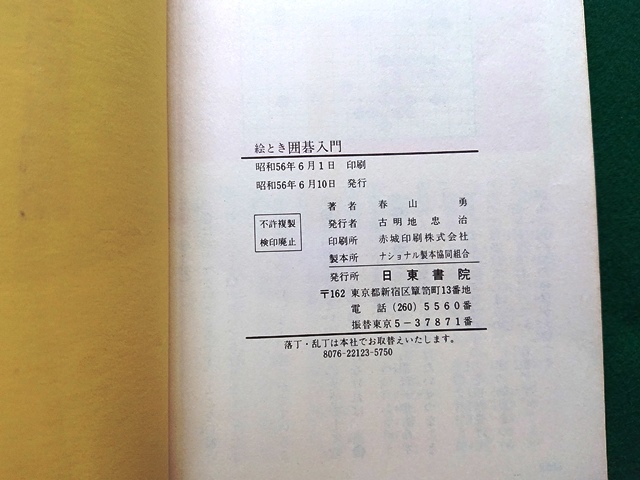 絵とき囲碁入門
昭和56年6月1日 印刷
昭和56年6月10日 発行
著者 春山勇
発行者 古明地忠治
印刷所 赤城印刷株式会社
製本所 ナショナル製本協同組合
不許複製
検印廃止
発行所 日東書院
〒162 東京都新宿区簞笥町13番地
電話 (260) 5560番
振替東京5-37871番
落丁・乱丁は本社でお取替えいたします。
8076-22123-5750